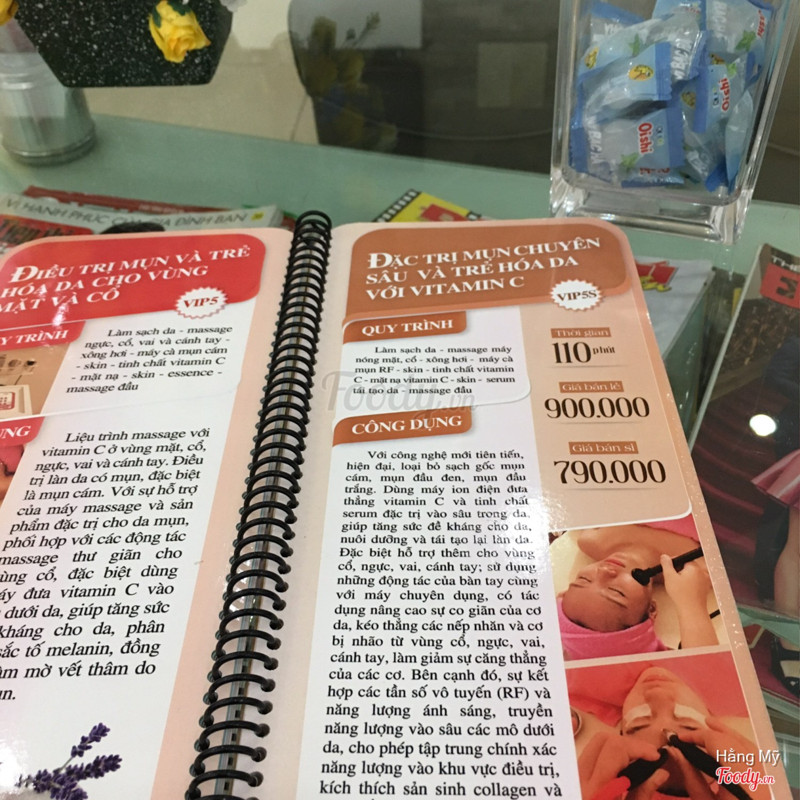 VÌ HẠNH PHÚC CỦA GIA ĐÌNH BẠN
Oishi
Oishi
ĐIỀU TRỊ MỤN VÀ TRẺ
HÓA DA CHO VÙNG
MẶT VÀ CỔ
VIP5
TRÌNH
Làm sạch da - massage
ngực, cổ, vai và cánh tay -
xông hơi - máy cà mụn cám
- skin - tinh chất vitamin C
- mặt nạ - skin - essence -
massage đầu
Liệu trình massage với
vitamin C ở vùng mặt, cổ,
ngực, vai và cánh tay. Điều
trị làn da có mụn, đặc biệt
là mụn cám. Với sự hỗ trợ
của máy massage và sản
phẩm đặc trị cho da mụn,
phối hợp với các động tác
massage thư giãn cho
vùng cổ, đặc biệt dùng
đưa vitamin C vào
dưới da, giúp tăng sức
kháng cho da, phân
sắc tố melanin, đồng
mờ vết thâm do
ĐẶC TRỊ MỤN CHUYÊN
SÂU VÀ TRẺ HÓA DA
VỚI VITAMIN C
VIP5S
QUY TRÌNH
Làm sạch da - massage máy
nóng mặt, cổ - xông hơi - máy cà
mụn RF - skin - tinh chất vitamin
C - mặt nạ vitamin C - skin - serum
tái tạo da - massage đầu
Thời gian
110 phút
Giá bán lẻ
900.000
Giá bán sỉ
790.000
CÔNG DỤNG
Với công nghệ mới tiên tiến,
hiện đại, loại bỏ sạch gốc mụn
cám, mụn đầu đen, mụn đầu
trắng. Dùng máy ion điện đưa
thẳng vitamin C và tinh chất
serum đặc trị vào sâu trong da,
giúp tăng sức đề kháng cho da,
nuôi dưỡng và tái tạo lại làn da.
Đặc biệt hỗ trợ thêm cho vùng
cổ, ngực, vai, cánh tay; sử dụng
những động tác của bàn tay cùng
với máy chuyên dụng, có tác
dụng nâng cao sự co giãn của cơ
da, kéo thẳng các nếp nhăn và cơ
bị nhão từ vùng cổ, ngực, vai,
cánh tay, làm giảm sự căng thẳng
của các cơ. Bên cạnh đó, sự kết
hợp các tần số vô tuyến (RF) và
năng lượng ánh sáng, truyền
năng lượng vào sâu các mô dưới
da, cho phép tập trung chính xác
năng lượng vào khu vực điều trị,
kích thích sản sinh collagen và
Foody.vn
Hằng Mỹ
Foody.vn